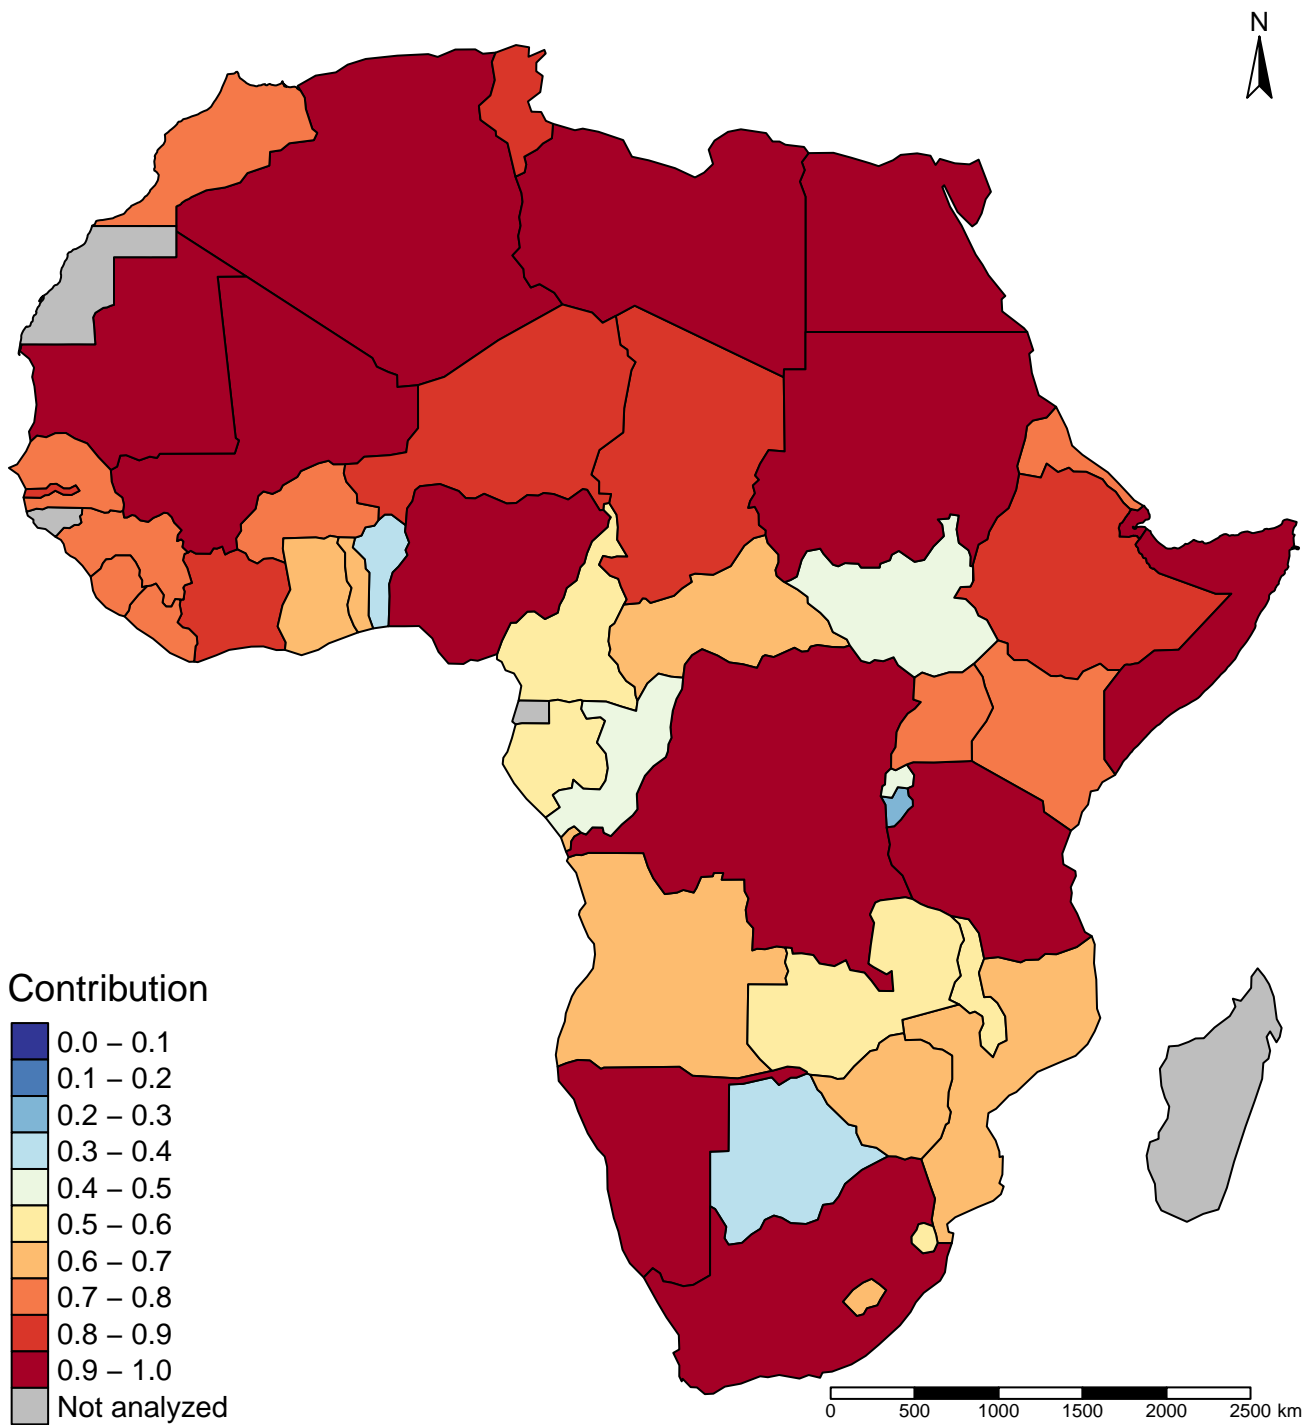 N
Contribution
0.0 – 0.1
0.1 – 0.2
0.2 – 0.3
0.3 – 0.4
0.4 – 0.5
0.5 – 0.6
0.6 – 0.7
0.7 – 0.8
0.8 – 0.9
0.9 – 1.0
Not analyzed
0 500 1000 1500 2000 2500 km